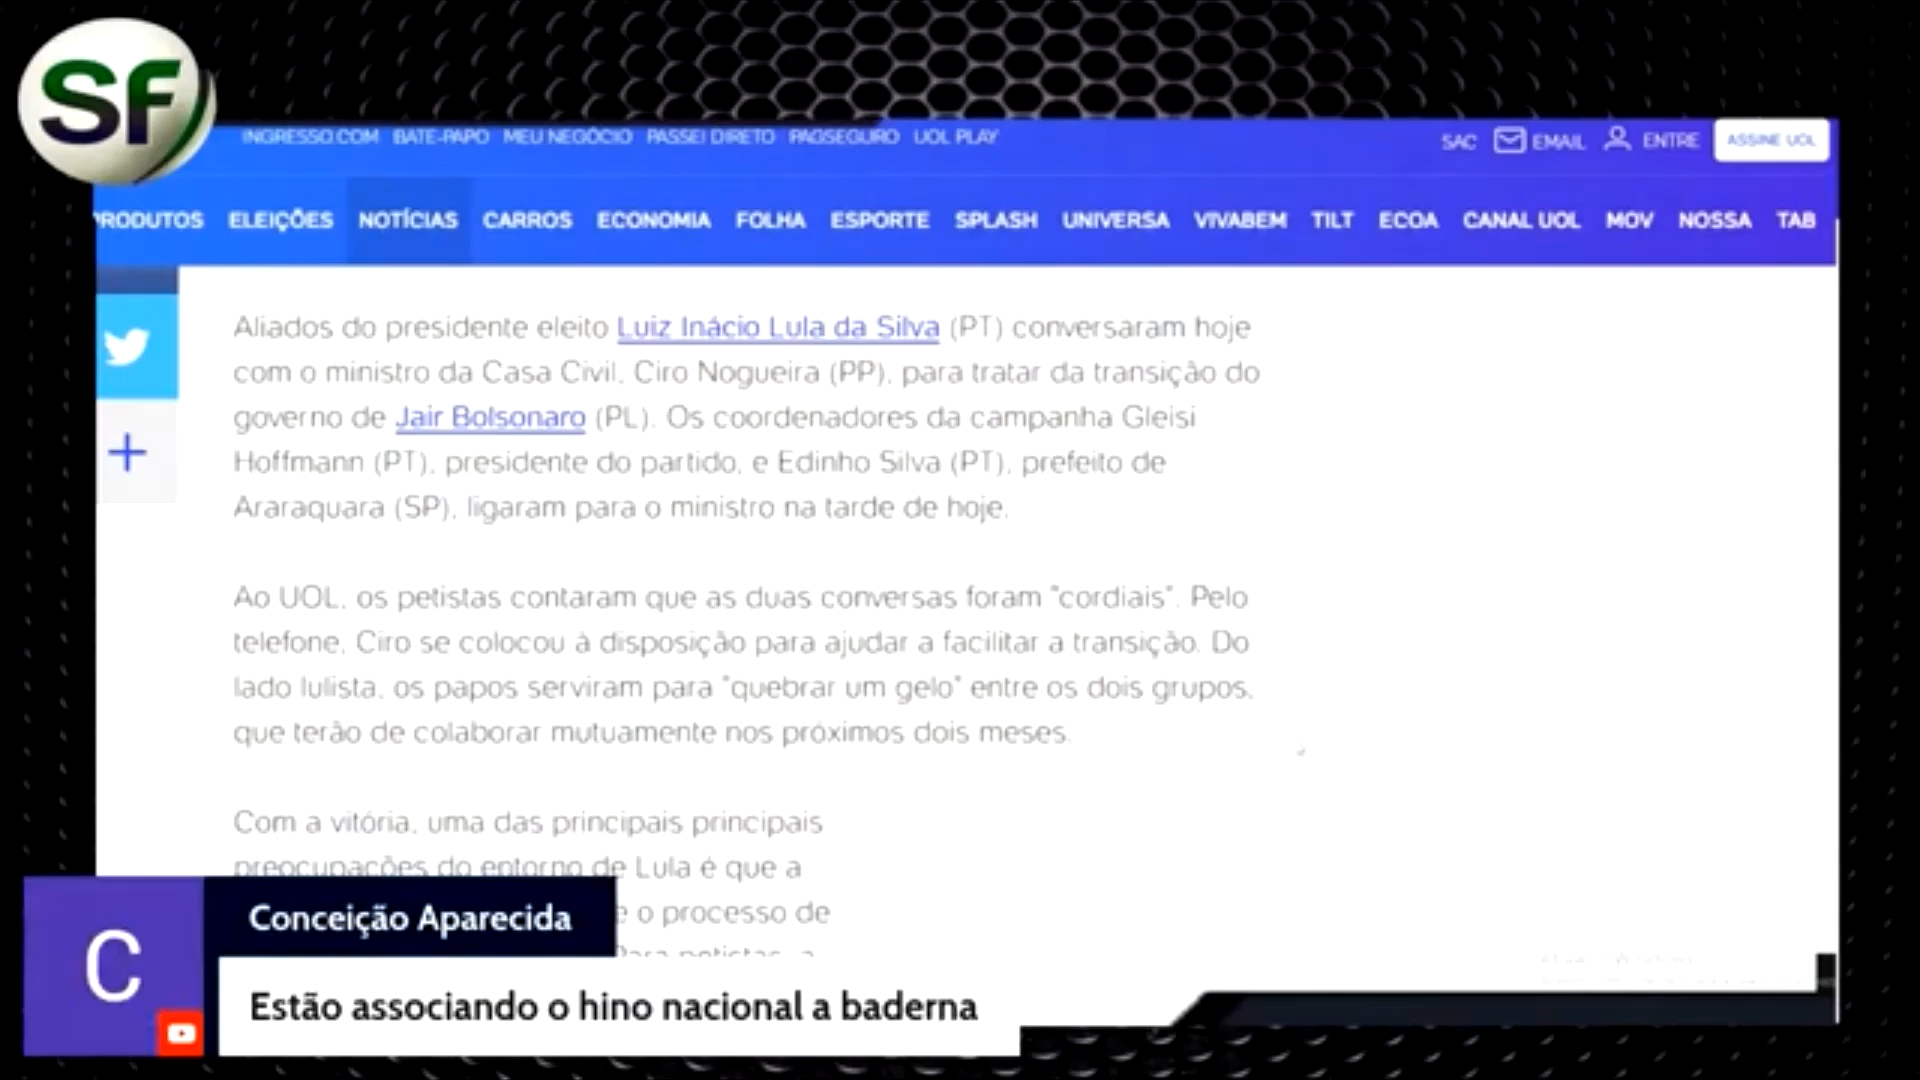 SF
INGRESSO.COM BATE-PAPO MEU NEGÓCIO PASSEI DIRETO PAGSEGURO UOL PLAY
SAC EMAIL ENTRE ASSINE UOL
PRODUTOS ELEIÇÕES NOTÍCIAS CARROS ECONOMIA FOLHA ESPORTE SPLASH UNIVERSA VIVABEM TILT ECOA CANAL UOL MOV NOSSA TAB
Aliados do presidente eleito Luiz Inácio Lula da Silva (PT) conversaram hoje
com o ministro da Casa Civil, Ciro Nogueira (PP), para tratar da transição do
governo de Jair Bolsonaro (PL). Os coordenadores da campanha Gleisi
Hoffmann (PT), presidente do partido, e Edinho Silva (PT), prefeito de
Araraquara (SP), ligaram para o ministro na tarde de hoje.
Ao UOL, os petistas contaram que as duas conversas foram "cordiais". Pelo
telefone, Ciro se colocou à disposição para ajudar a facilitar a transição. Do
lado lulista, os papos serviram para "quebrar um gelo" entre os dois grupos,
que terão de colaborar mutuamente nos próximos dois meses.
Com a vitória, uma das principais principais
preocupações do entorno de Lula é que a
e o processo de
Para petistas, a
C
Conceição Aparecida
Estão associando o hino nacional a baderna